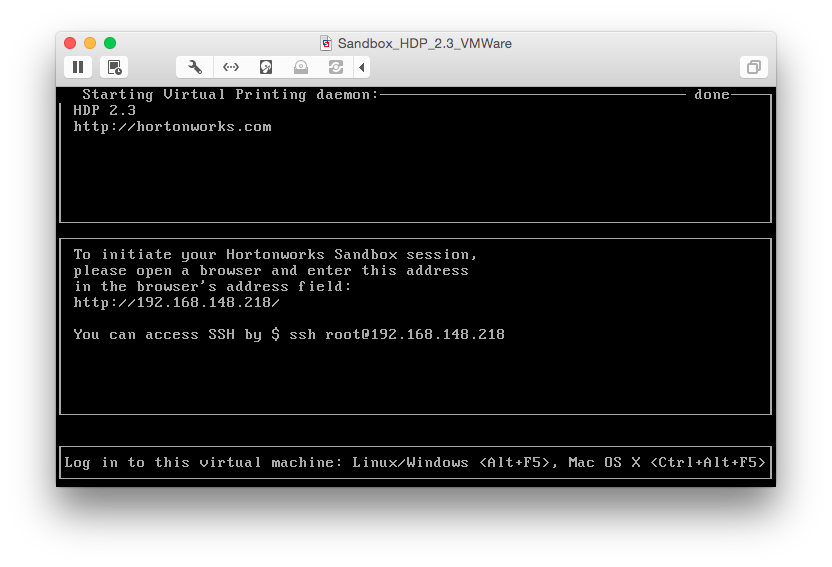 Sandbox_HDP_2.3_VMWare
Starting Virtual Printing daemon: done
HDP 2.3
http://hortonworks.com
To initiate your Hortonworks Sandbox session,
please open a browser and enter this address
in the browser's address field:
http://192.168.148.218/
You can access SSH by $ ssh root@192.168.148.218
Log in to this virtual machine: Linux/Windows <Alt+F5>, Mac OS X <Ctrl+Alt+F5>